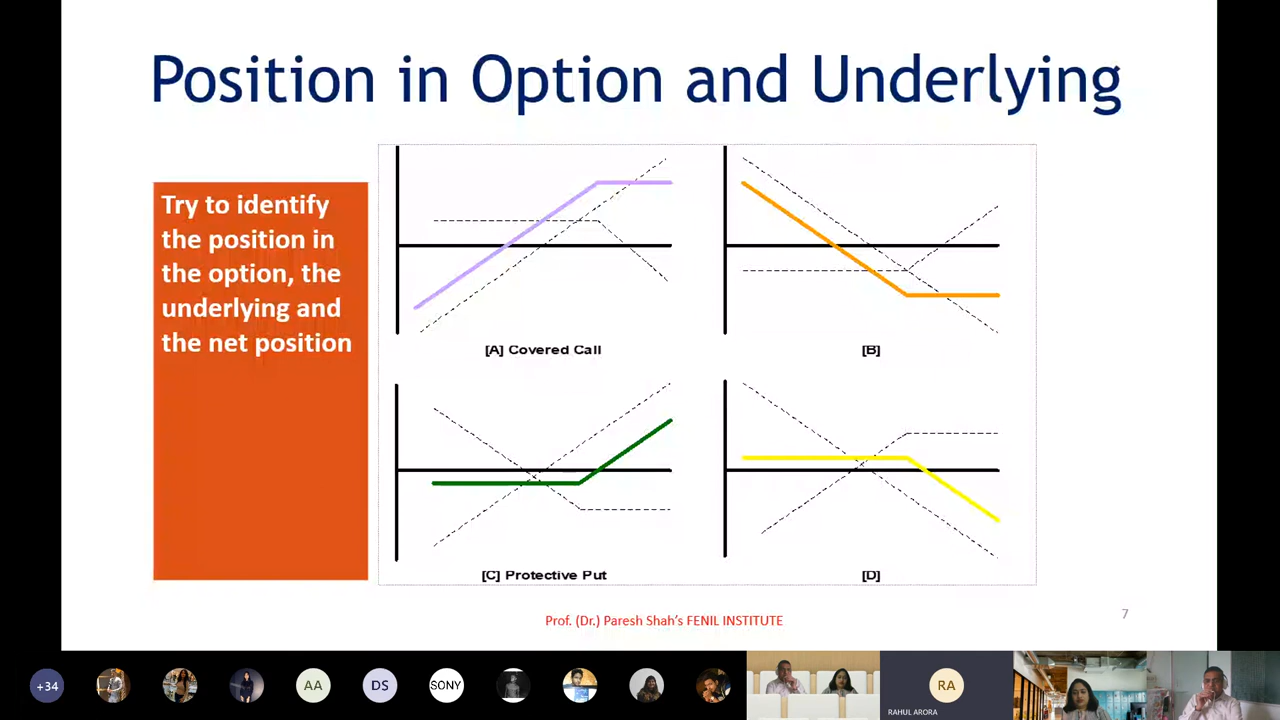 Position in Option and Underlying
Try to identify
the position in
the option, the
underlying and
the net position
[A] Covered Call
[B]
[C] Protective Put
[D]
Prof. (Dr.) Paresh Shah's FENIL INSTITUTE
7
+34
AA
DS
SONY
RA
RAHUL ARORA